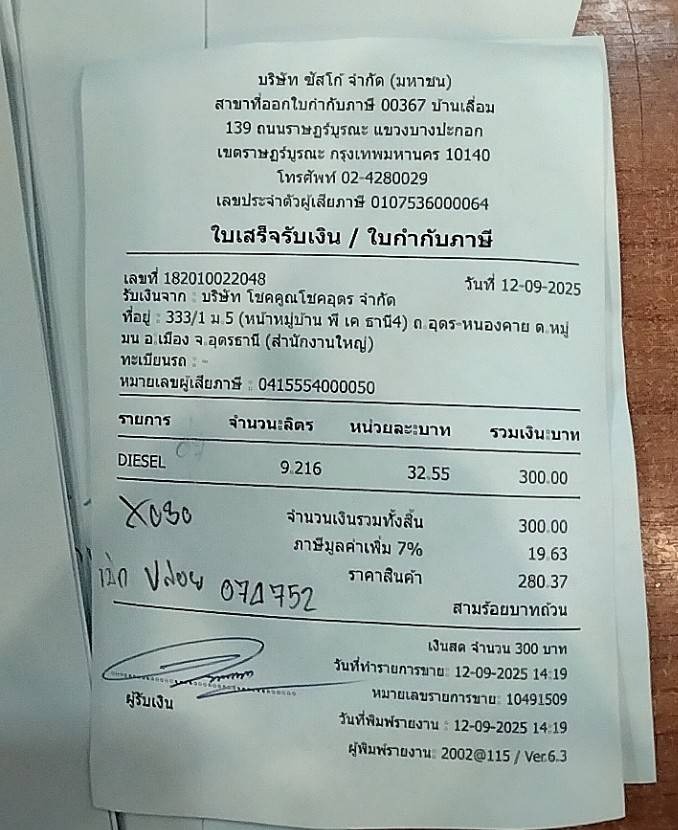 บริษัท ซัสโก้ จำกัด (มหาชน)
สาขาที่ออกใบกำกับภาษี 00367 บ้านเลื่อม
139 ถนนราษฎร์บูรณะ แขวงบางปะกอก
เขตราษฎร์บูรณะ กรุงเทพมหานคร 10140
โทรศัพท์ 02-4280029
เลขประจำตัวผู้เสียภาษี 0107536000064
ใบเสร็จรับเงิน / ใบกำกับภาษี
เลขที่ 182010022048 วันที่ 12-09-2025
รับเงินจาก : บริษัท โชคคูณโชคอุดร จำกัด
ที่อยู่ : 333/1 ม.5 (หน้าหมู่บ้าน พี เค ธานี4) ถ.อุดร-หนองคาย ต.หมู
มน อ.เมือง จ.อุดรธานี (สำนักงานใหญ่)
ทะเบียนรถ : -
หมายเลขผู้เสียภาษี : 0415554000050
รายการ จำนวน:ลิตร หน่วยละ:บาท รวมเงิน:บาท
DIESEL 9.216 32.55 300.00
จำนวนเงินรวมทั้งสิ้น 300.00
X030
ภาษีมูลค่าเพิ่ม 7% 19.63
ราคาสินค้า 280.37
ปล่อย
สามร้อยบาทถ้วน
เงินสด จำนวน 300 บาท
วันที่ทำรายการขาย: 12-09-2025 14:19
ผู้รับเงิน
หมายเลขรายการขาย: 10491509
วันที่พิมพ์รายงาน : 12-09-2025 14:19
ผู้พิมพ์รายงาน: 2002@115 / Ver.6.3